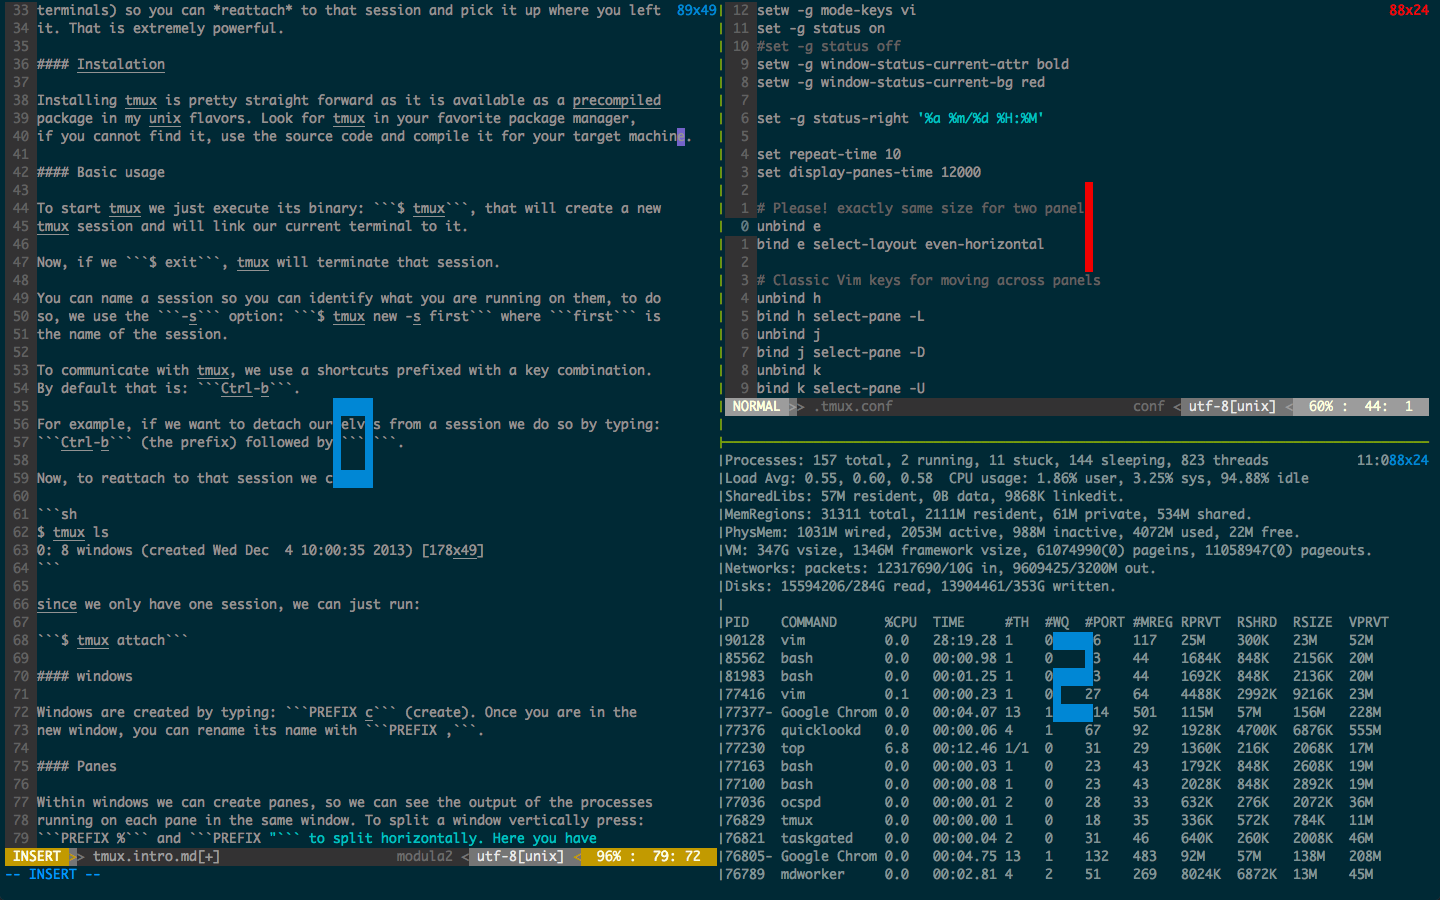 33 terminals) so you can *reattach* to that session and pick it up where you left 89x49
34 it. That is extremely powerful.
35
36 #### Instalation
37
38 Installing tmux is pretty straight forward as it is available as a precompiled
39 package in my unix flavors. Look for tmux in your favorite package manager,
40 if you cannot find it, use the source code and compile it for your target machine.
41
42 #### Basic usage
43
44 To start tmux we just execute its binary: ```$ tmux```, that will create a new
45 tmux session and will link our current terminal to it.
46
47 Now, if we ```$ exit```, tmux will terminate that session.
48
49 You can name a session so you can identify what you are running on them, to do
50 so, we use the ```-s``` option: ```$ tmux new -s first``` where ```first``` is
51 the name of the session.
52
53 To communicate with tmux, we use a shortcuts prefixed with a key combination.
54 By default that is: ```Ctrl-b```.
55
56 For example, if we want to detach our elv s from a session we do so by typing:
57 ```Ctrl-b``` (the prefix) followed by ``` ```.
58
59 Now, to reattach to that session we c
60
61 ```sh
62 $ tmux ls
63 0: 8 windows (created Wed Dec  4 10:00:35 2013) [178x49]
64 ```
65
66 since we only have one session, we can just run:
67
68 ```$ tmux attach```
69
70 #### windows
71
72 Windows are created by typing: ```PREFIX c``` (create). Once you are in the
73 new window, you can rename its name with ```PREFIX ,```.
74
75 #### Panes
76
77 Within windows we can create panes, so we can see the output of the processes
78 running on each pane in the same window. To split a window vertically press:
79 ```PREFIX %``` and ```PREFIX "``` to split horizontally. Here you have
INSERT >> tmux.intro.md[+] modula2 < utf-8[unix] < 96% : 79: 72
-- INSERT --
0
12 setw -g mode-keys vi 88x24
11 set -g status on
10 #set -g status off
9 setw -g window-status-current-attr bold
8 setw -g window-status-current-bg red
7
6 set -g status-right '%a %m/%d %H:%M'
5
4 set repeat-time 10
3 set display-panes-time 12000
2
1 # Please! exactly same size for two panel
0 unbind e
1 bind e select-layout even-horizontal
2
3 # Classic Vim keys for moving across panels
4 unbind h
5 bind h select-pane -L
6 unbind j
7 bind j select-pane -D
8 unbind k
9 bind k select-pane -U
NORMAL >> .tmux.conf conf < utf-8[unix] < 60% : 44: 1
1
Processes: 157 total, 2 running, 11 stuck, 144 sleeping, 823 threads 11:088x24
Load Avg: 0.55, 0.60, 0.58  CPU usage: 1.86% user, 3.25% sys, 94.88% idle
SharedLibs: 57M resident, 0B data, 9868K linkedit.
MemRegions: 31311 total, 2111M resident, 61M private, 534M shared.
PhysMem: 1031M wired, 2053M active, 988M inactive, 4072M used, 22M free.
VM: 347G vsize, 1346M framework vsize, 61074990(0) pageins, 11058947(0) pageouts.
Networks: packets: 12317690/10G in, 9609425/3200M out.
Disks: 15594206/284G read, 13904461/353G written.
PID COMMAND %CPU TIME #TH #WQ #PORT #MREG RPRVT RSHRD RSIZE VPRVT
90128 vim 0.0 28:19.28 1 0 6 117 25M 300K 23M 52M
85562 bash 0.0 00:00.98 1 0 3 44 1684K 848K 2156K 20M
81983 bash 0.0 00:01.25 1 0 3 44 1692K 848K 2136K 20M
77416 vim 0.1 00:00.23 1 0 27 64 4488K 2992K 9216K 23M
77377- Google Chrom 0.0 00:04.07 13 1 14 501 115M 57M 156M 228M
77376 quicklookd 0.0 00:00.06 4 1 67 92 1928K 4700K 6876K 555M
77230 top 6.8 00:12.46 1/1 0 31 29 1360K 216K 2068K 17M
77163 bash 0.0 00:00.03 1 0 23 43 1792K 848K 2608K 19M
77100 bash 0.0 00:00.08 1 0 23 43 2028K 848K 2892K 19M
77036 ocspd 0.0 00:00.01 2 0 28 33 632K 276K 2072K 36M
76829 tmux 0.0 00:00.00 1 0 18 35 336K 572K 784K 11M
76821 taskgated 0.0 00:00.04 2 0 31 46 640K 260K 2008K 46M
76805- Google Chrom 0.0 00:04.75 13 1 132 483 92M 57M 138M 208M
76789 mdworker 0.0 00:02.81 4 2 51 269 8024K 6872K 13M 45M
2